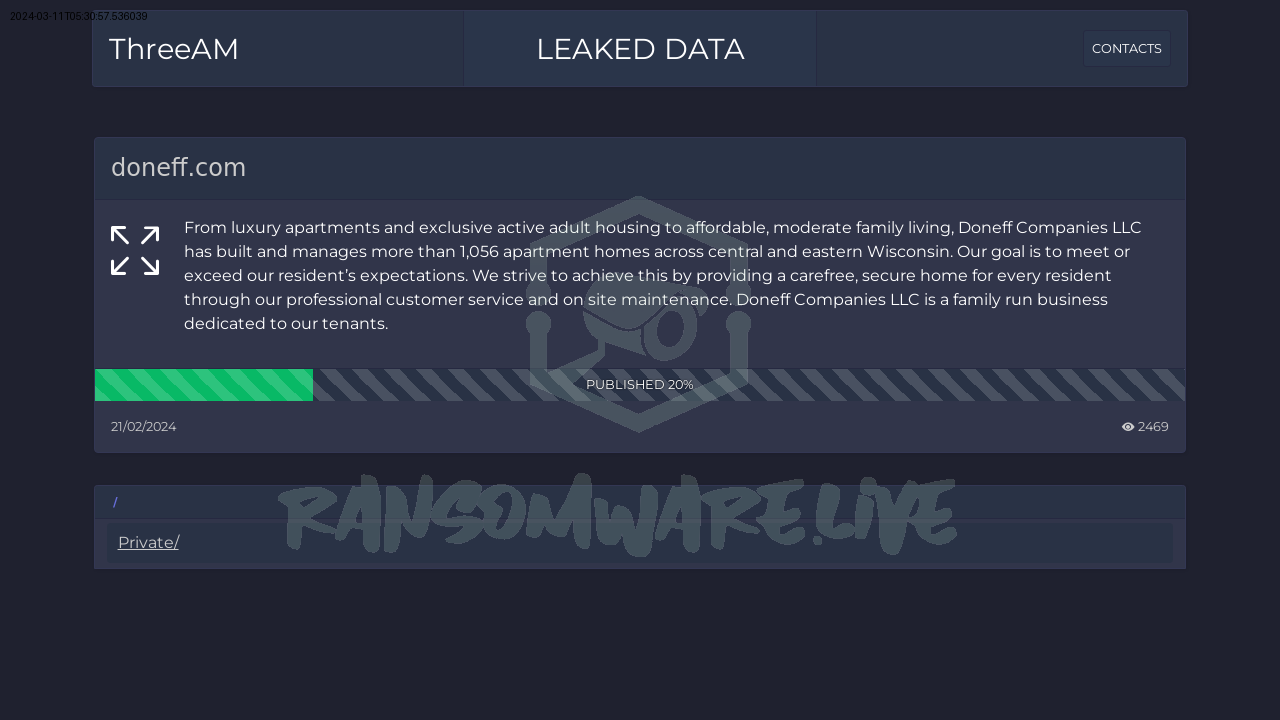 2024-03-11T05:30:57.536039
ThreeAM
LEAKED DATA
CONTACTS
doneff.com
From luxury apartments and exclusive active adult housing to affordable, moderate family living, Doneff Companies LLC
has built and manages more than 1,056 apartment homes across central and eastern Wisconsin. Our goal is to meet or
exceed our resident’s expectations. We strive to achieve this by providing a carefree, secure home for every resident
through our professional customer service and on site maintenance. Doneff Companies LLC is a family run business
dedicated to our tenants.
PUBLISHED 20%
21/02/2024
2469
/
RANSOMWARE.LIVE
Private/